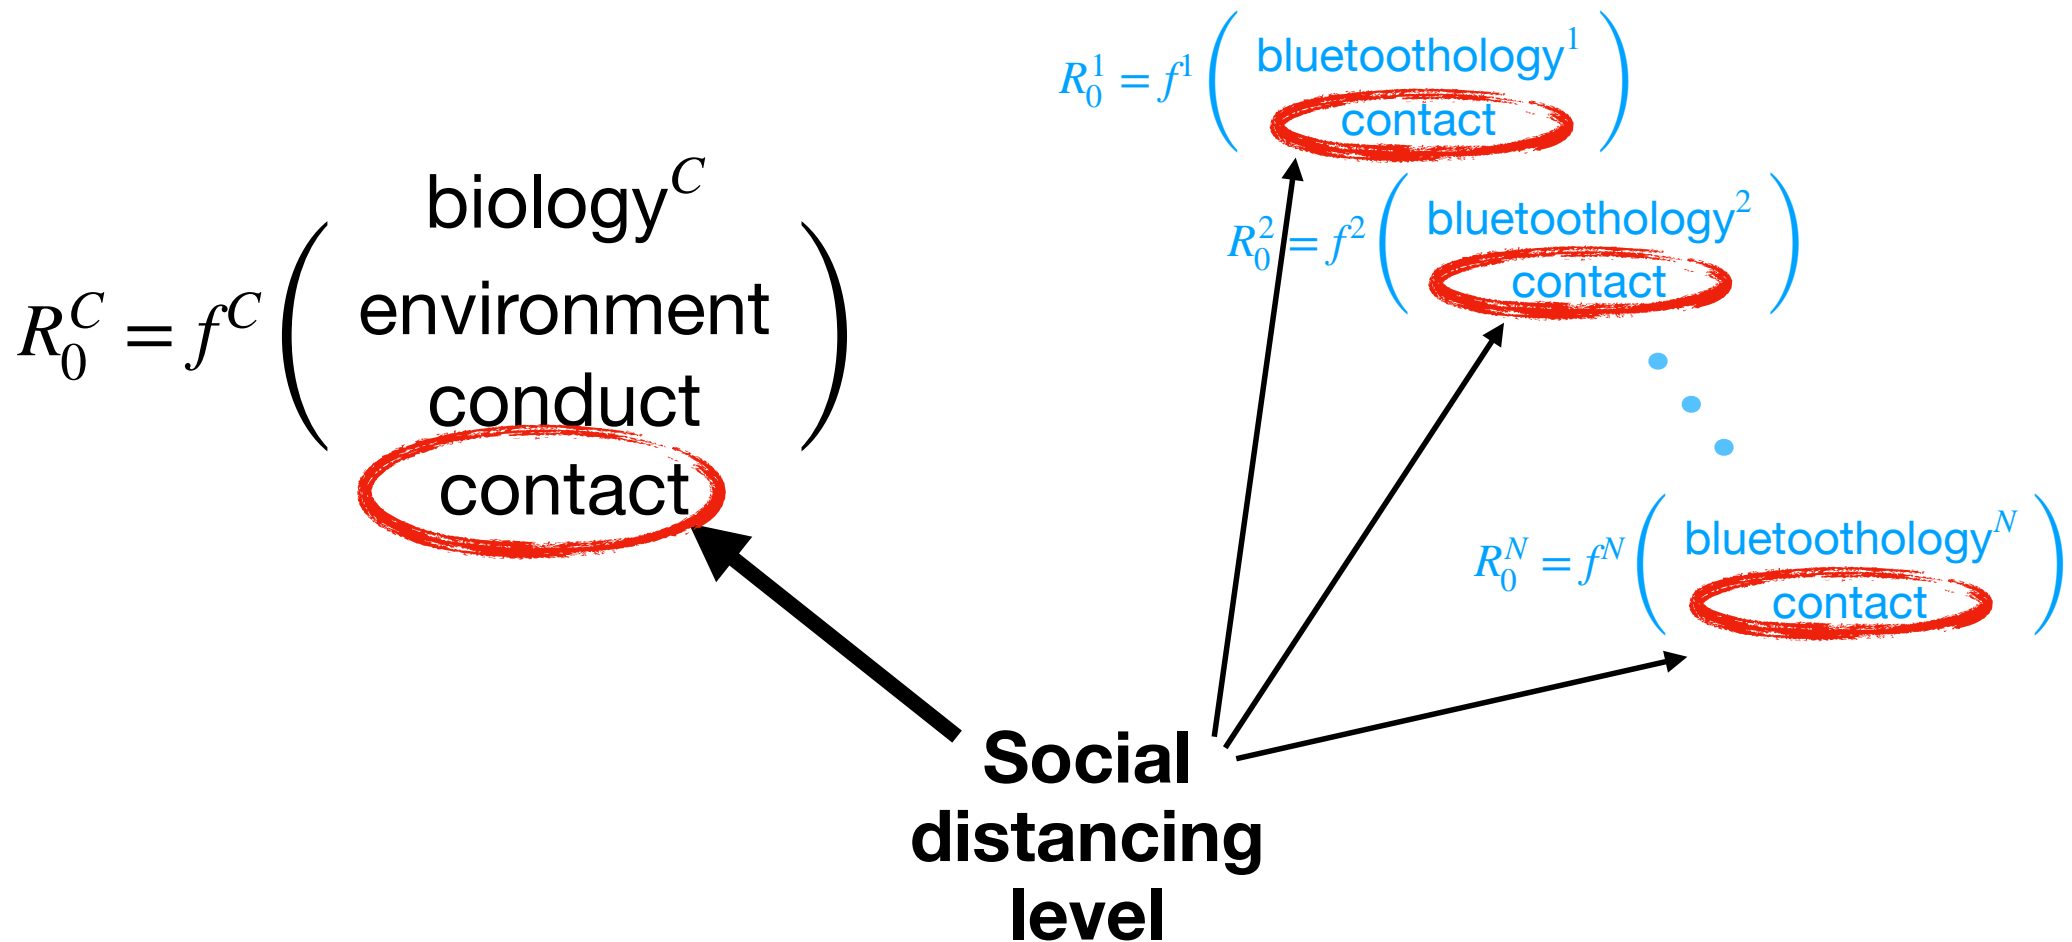 R_0^C = f^C ( biology^C
environment
conduct
contact )
R_0^1 = f^1 ( bluetoothology^1
contact )
R_0^2 = f^2 ( bluetoothology^2
contact )
R_0^N = f^N ( bluetoothology^N
contact )
Social
distancing
level